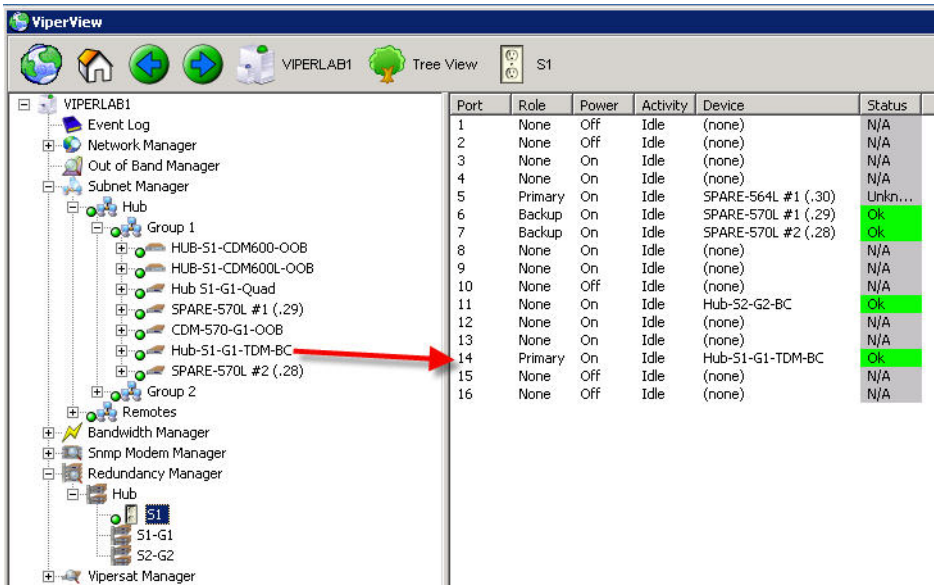 ViperView
VIPERLAB1 Tree View S1
VIPERLAB1
Event Log
Network Manager
Out of Band Manager
Subnet Manager
Hub
Group 1
HUB-S1-CDM600-OOB
HUB-S1-CDM600L-OOB
Hub S1-G1-Quad
SPARE-570L #1 (.29)
CDM-570-G1-OOB
Hub-S1-G1-TDM-BC
SPARE-570L #2 (.28)
Group 2
Remotes
Bandwidth Manager
Snmp Modem Manager
Redundancy Manager
Hub
S1
S1-G1
S2-G2
Vipersat Manager
Port Role Power Activity Device Status
1 None Off Idle (none) N/A
2 None Off Idle (none) N/A
3 None On Idle (none) N/A
4 None On Idle (none) N/A
5 Primary On Idle SPARE-564L #1 (.30) Unkn...
6 Backup On Idle SPARE-570L #1 (.29) Ok
7 Backup On Idle SPARE-570L #2 (.28) Ok
8 None On Idle (none) N/A
9 None On Idle (none) N/A
10 None Off Idle (none) N/A
11 None On Idle Hub-S2-G2-BC Ok
12 None On Idle (none) N/A
13 None On Idle (none) N/A
14 Primary On Idle Hub-S1-G1-TDM-BC Ok
15 None Off Idle (none) N/A
16 None Off Idle (none) N/A